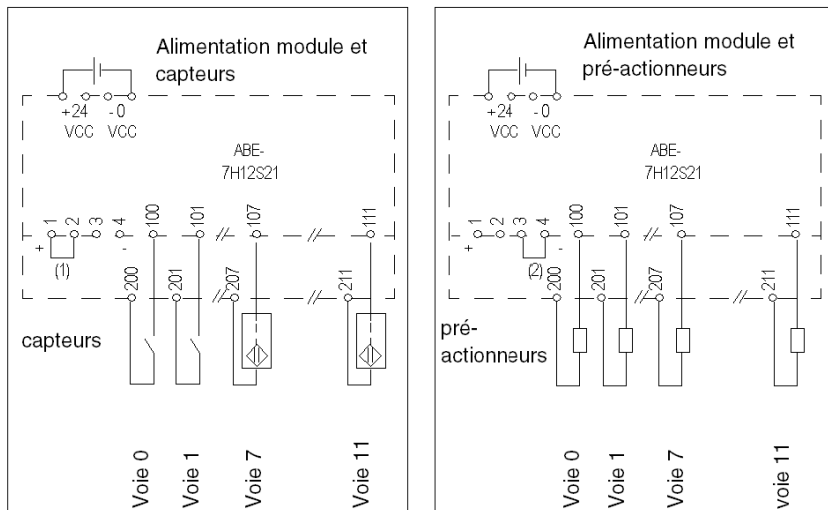 Alimentation module et
capteurs
+24 -0
VCC VCC
ABE-
7H12S21
1 2 3 4 100 101 107 111
+ -
(1)
200 201 207 211
capteurs
Voie 0 Voie 1 Voie 7 Voie 11
Alimentation module et
pré-actionneurs
+24 -0
VCC VCC
ABE-
7H12S21
1 2 3 4 100 101 107 111
+ -
(2)
200 201 207 211
pré-
actionneurs
Voie 0 Voie 1 Voie 7 voie 11